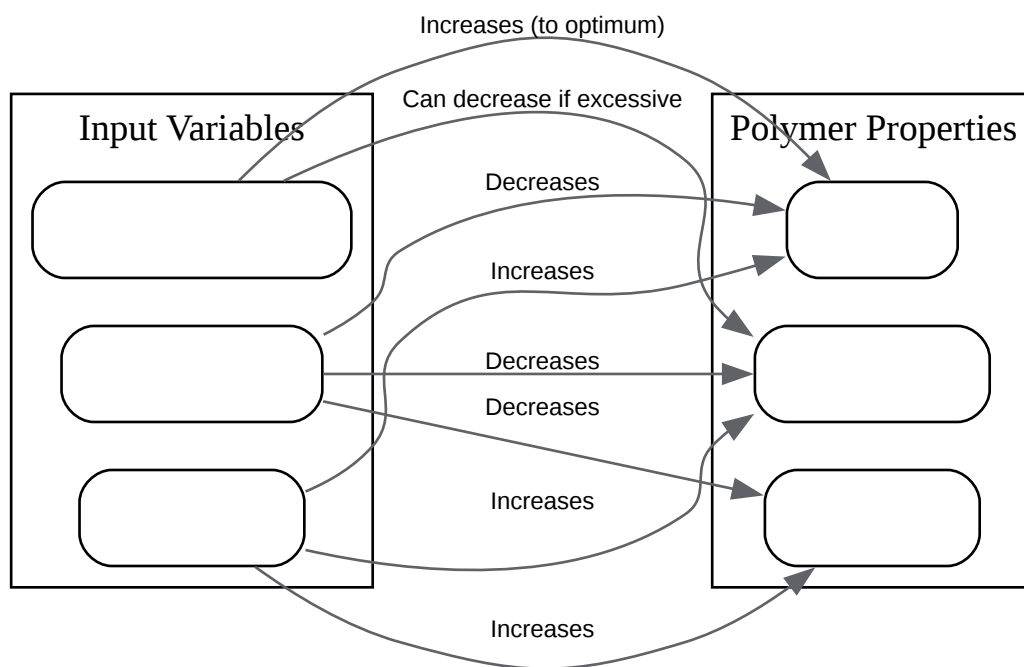 Increases (to optimum)
Can decrease if excessive
Input Variables
Polymer Properties
Decreases
Increases
Decreases
Decreases
Increases
Increases